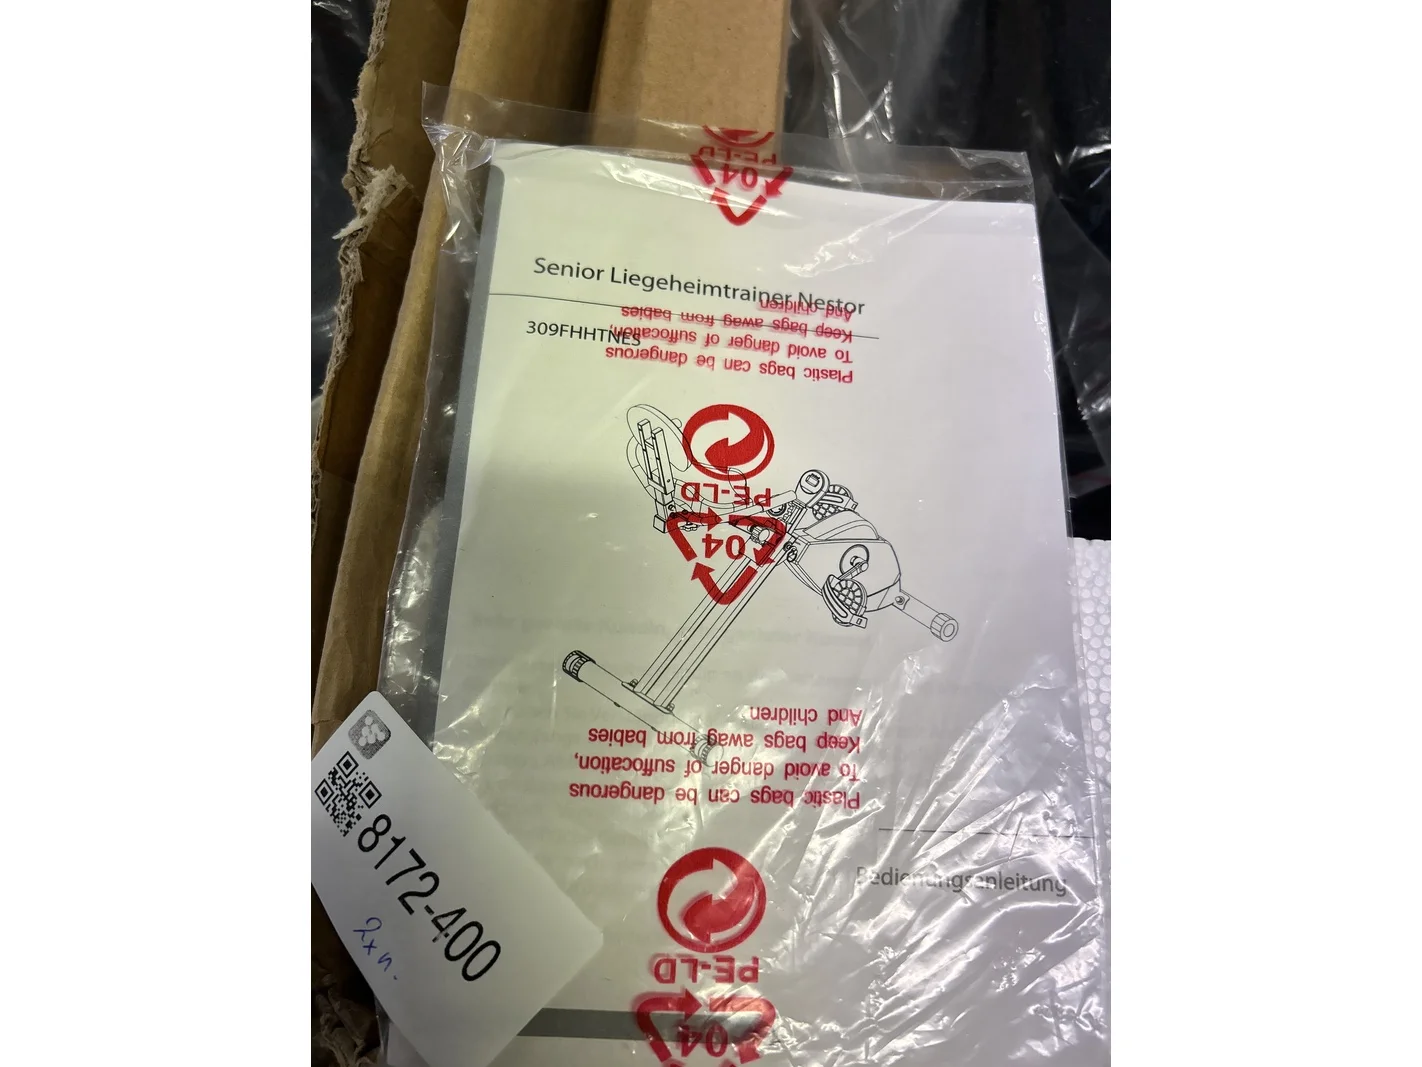 PE-LD
04
Senior Liegeheimtrainer Nestor
309FHHTNES
Plastic bags can be dangerous
To avoid danger of suffocation,
Keep bags awag from babies
And children
PE-LD
04
Plastic bags can be dangerous
To avoid danger of suffocation,
Keep bags awag from babies
And children
Bedienungsanleitung
PE-LD
04
8172-400